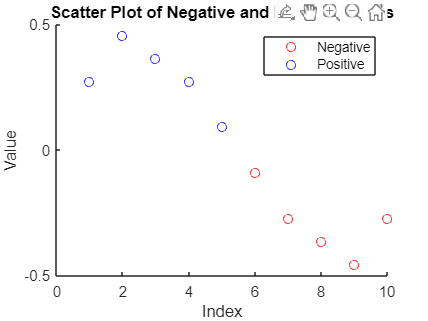 Scatter Plot of Negative and
0.5
Negative
Positive
0
Value
-0.5
0 2 4 6 8 10
Index